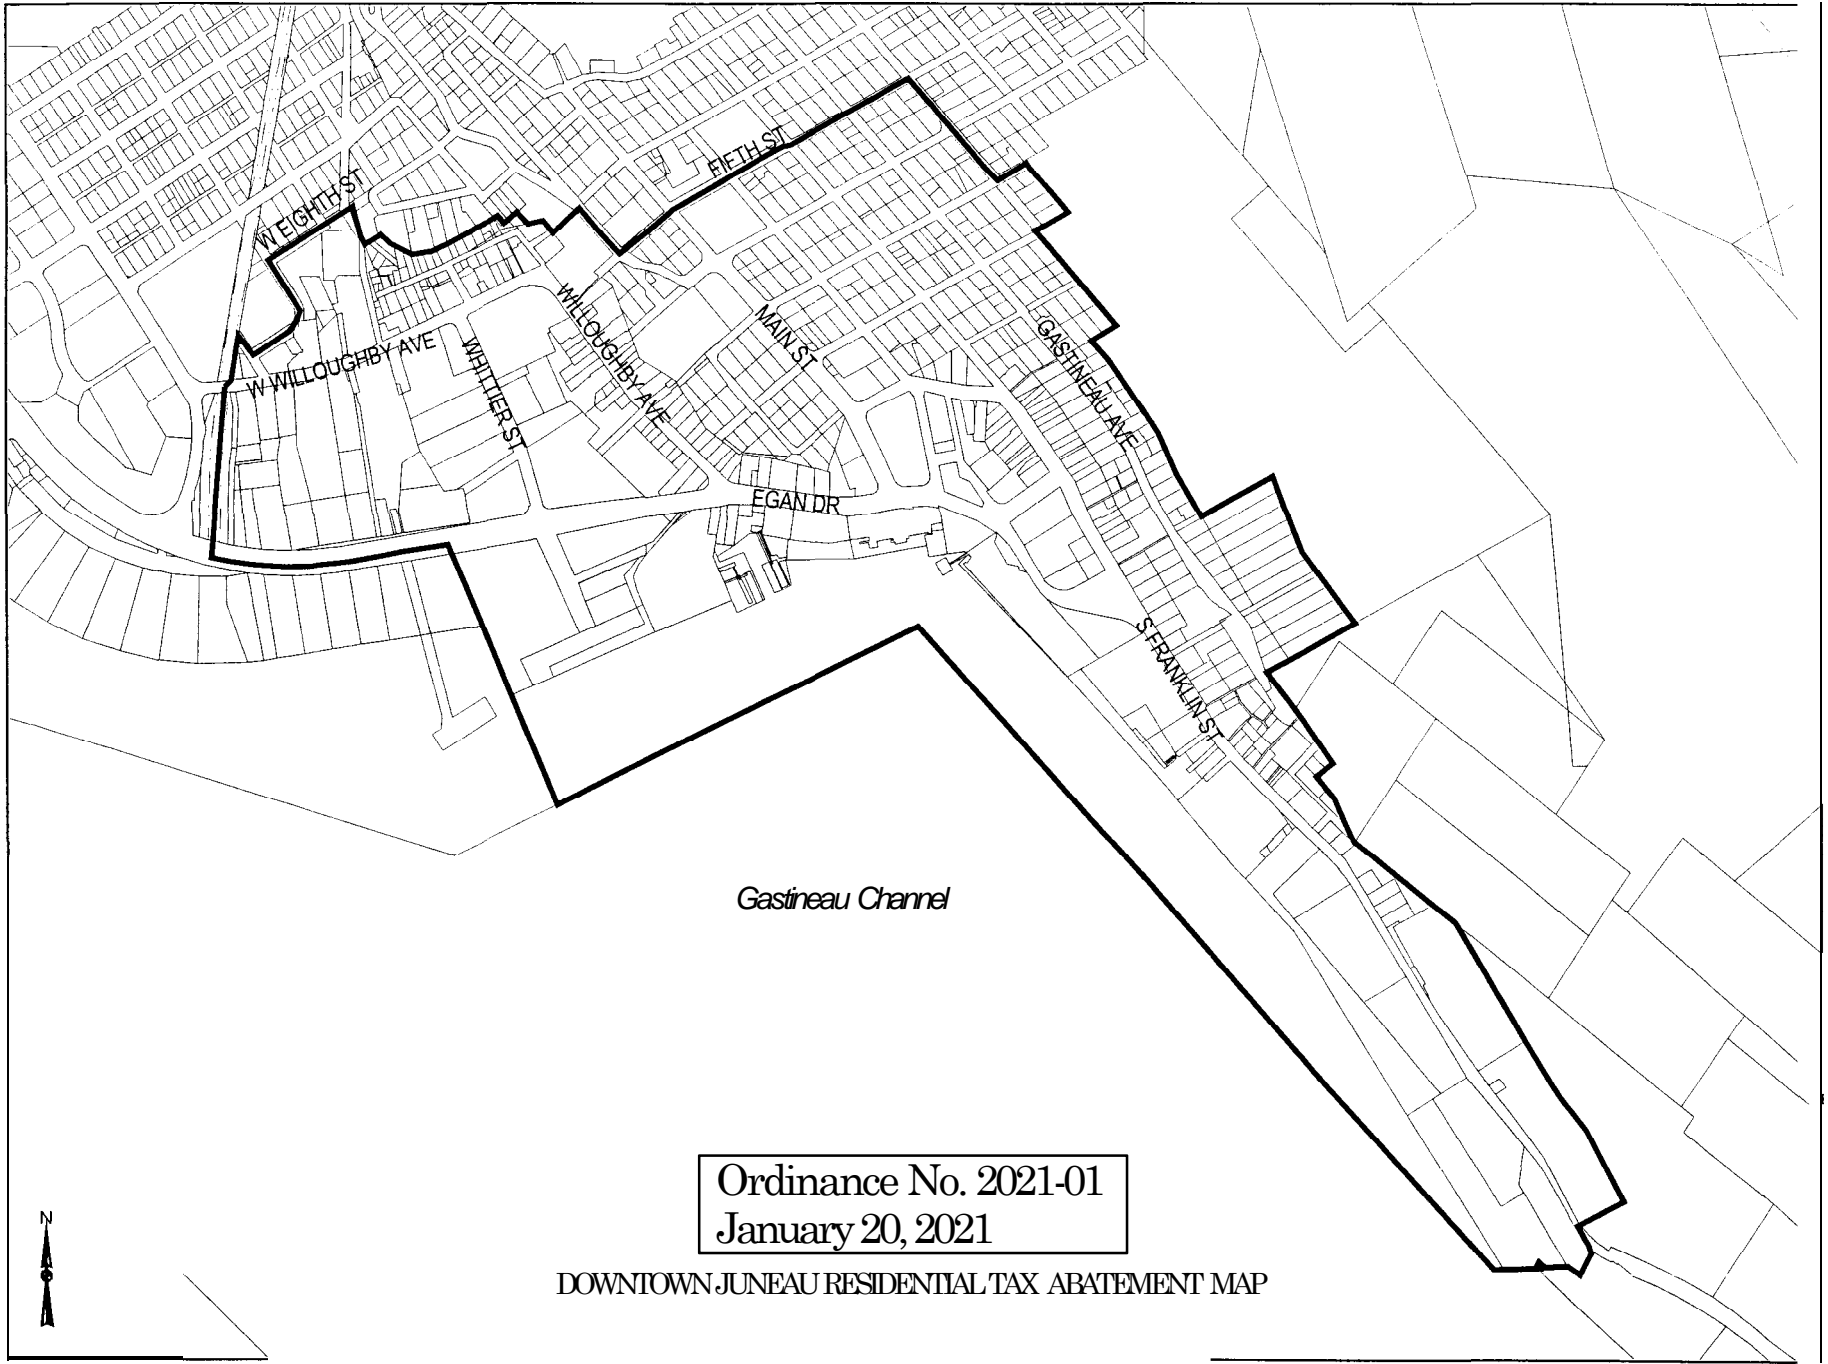 FIFTH ST
W EIGHTH ST
W WILLOUGHBY AVE
WHITTIER ST
WILLOUGHBY AVE
MAIN ST
GASTINEAU AVE
EGAN DR
S FRANKLIN ST
Gastineau Channel
Ordinance No. 2021-01
January 20, 2021
DOWNTOWN JUNEAU RESIDENTIAL TAX ABATEMENT MAP
N